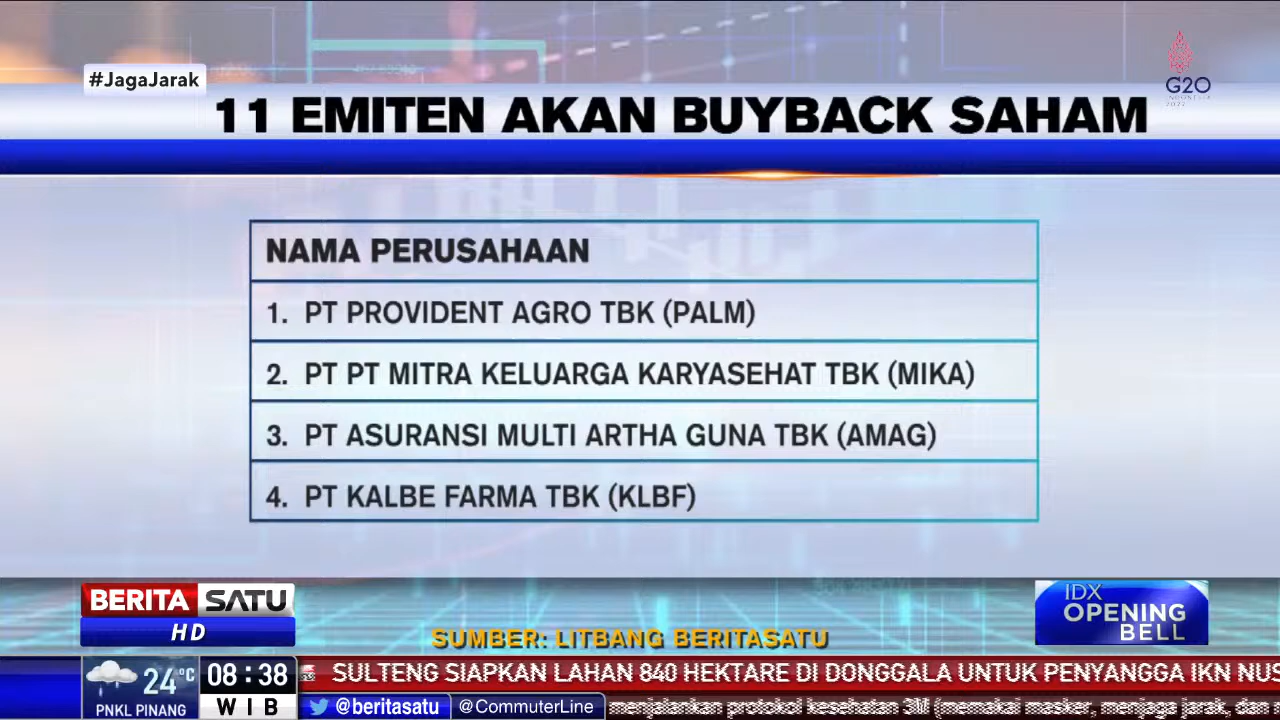 #JagaJarak
G20
INDONESIA
2022
11 EMITEN AKAN BUYBACK SAHAM
NAMA PERUSAHAAN
1. PT PROVIDENT AGRO TBK (PALM)
2. PT PT MITRA KELUARGA KARYASEHAT TBK (MIKA)
3. PT ASURANSI MULTI ARTHA GUNA TBK (AMAG)
4. PT KALBE FARMA TBK (KLBF)
BERITA SATU
HD
SUMBER: LITBANG BERITASATU
IDX
OPENING
BELL
24°C
PNKL PINANG
08:38
WIB
SULTENG SIAPKAN LAHAN 840 HEKTARE DI DONGGALA UNTUK PENYANGGA IKN NUS
@beritasatu
@CommuterLine
menjalankan protokol kesehatan 3M (memakai masker, menjaga jarak, dan